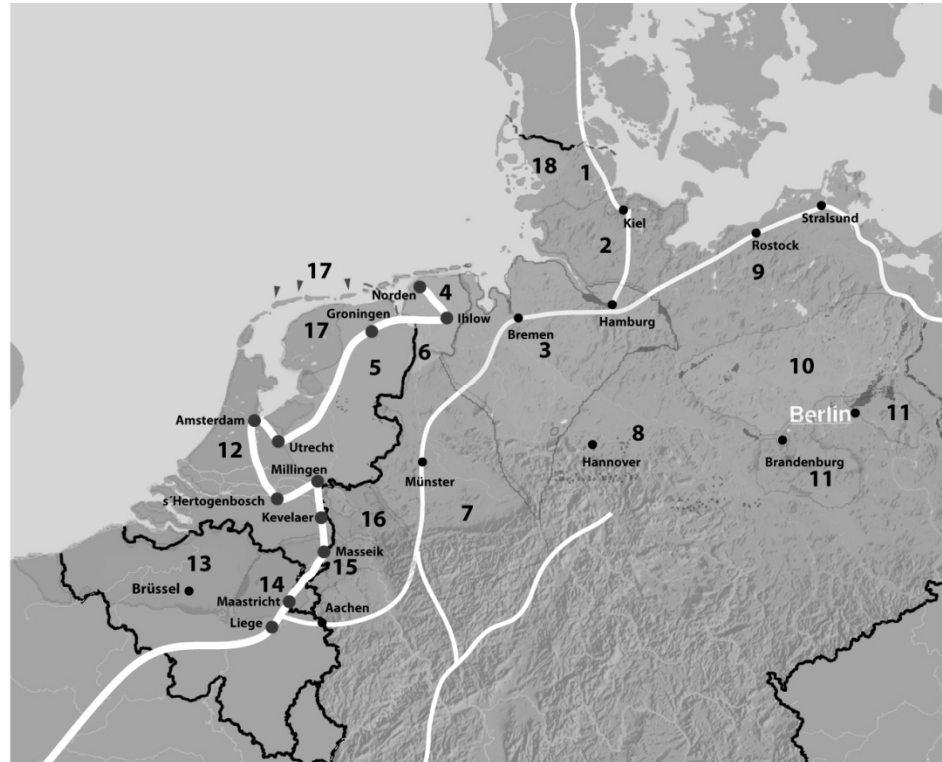 18
1
Kiel
Stralsund
2
Rostock
17
9
Norden
4
Groningen
Ihlow
Hamburg
17
Bremen
6
3
5
10
Amsterdam
Berlin
11
12
Utrecht
8
Hannover
Brandenburg
Millingen
Münster
11
s´Hertogenbosch
Kevelaer
16
7
Masseik
13
15
14
Brüssel
Maastricht
Aachen
Liege